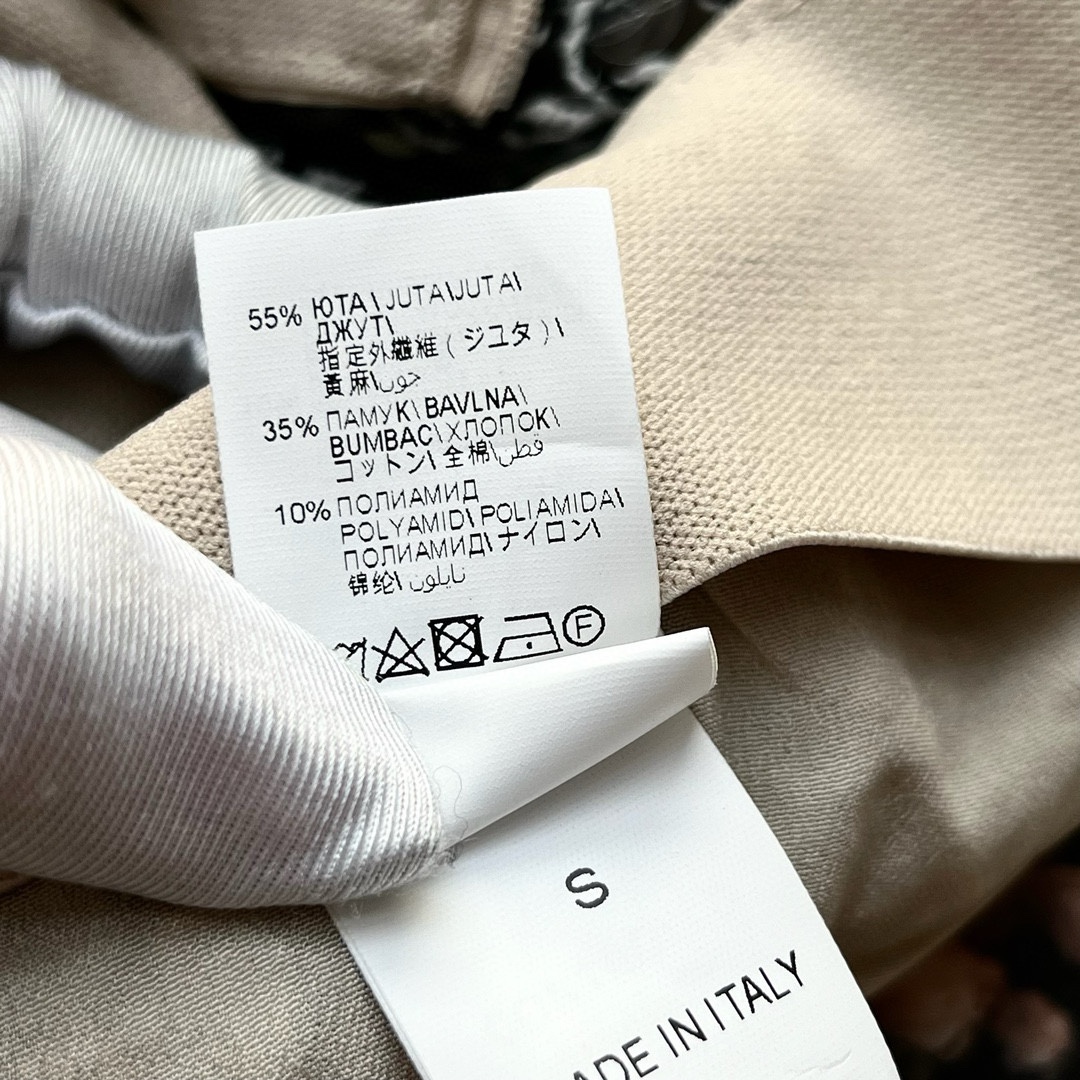 55% ЮТА\ JUTA\JUTA\
ДЖУТ\
指定外繊維 ( ジユタ )\
黃麻\جوت
35% ПАМУК\ BAVLNA\
BUMBAC\ ХЛОПОК\
コットン\ 全棉\قطن
10% ПОЛИАМИД
POLYAMID\ POLIAMIDA\
ПОЛИАМИД\ ナイロン\
锦纶\ نايلون
F
S
ADE IN ITALY